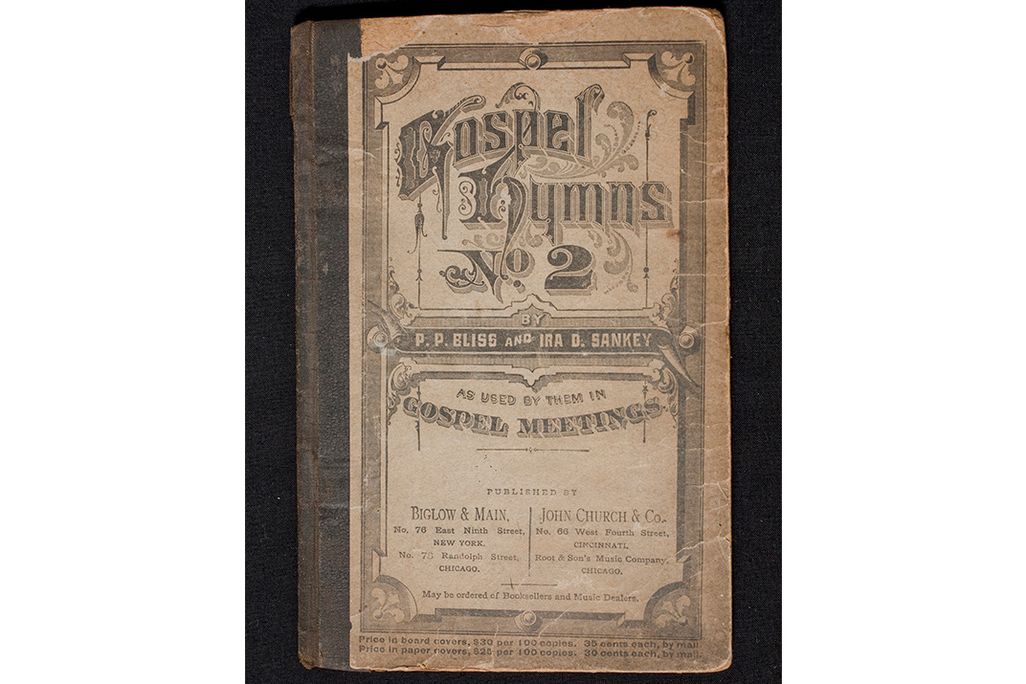 Gospel
Hymns
No. 2
BY
P. P. BLISS AND IRA D. SANKEY
AS USED BY THEM IN
GOSPEL MEETINGS.
PUBLISHED BY
BIGLOW & MAIN,
No. 76 East Ninth Street,
NEW YORK.
No. 73 Randolph Street,
CHICAGO.
JOHN CHURCH & Co.
No. 66 West Fourth Street,
CINCINNATI.
Root & Son's Music Company,
CHICAGO.
May be ordered of Booksellers and Music Dealers.
Price in board covers, $30 per 100 copies. 35 cents each, by mail
Price in paper covers, $25 per 100 copies. 30 cents each, by mail.